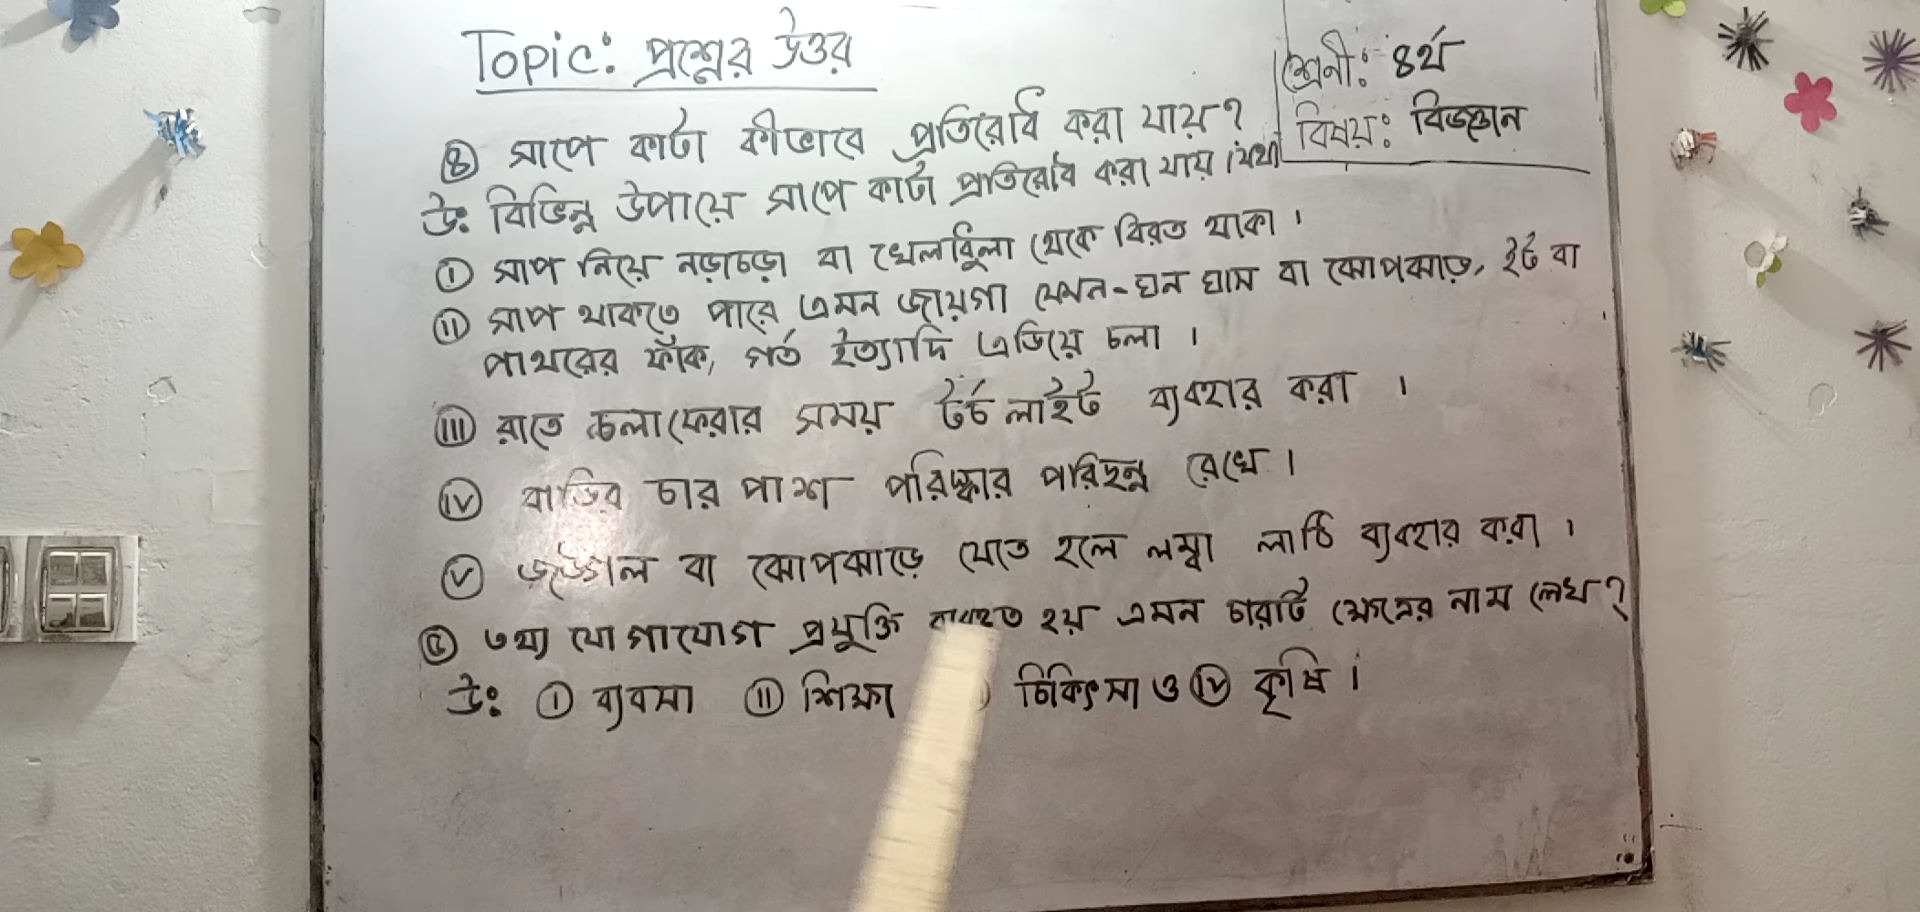 Topic: প্রশ্নের উত্তর
শ্রেনী: ৪র্থ
বিষয়: বিজ্ঞান
৪ সাপে কাটা কীভাবে প্রতিরোধ করা যায়?
উ: বিভিন্ন উপায়ে সাপে কাটা প্রতিরোধ করা যায়। যথা
i সাপ নিয়ে নড়াচড়া বা খেলাধুলা থেকে বিরত থাকা।
ii সাপ থাকতে পারে এমন জায়গা যেমন-ঘন ঘাস বা ঝোপঝাড়, ইট বা
পাথরের ফাঁক, গর্ত ইত্যাদি এড়িয়ে চলা।
iii রাতে চলাফেরার সময় টর্চ লাইট ব্যবহার করা।
iv বাড়ির চার পাশ পরিষ্কার পরিছন্ন রেখে।
v জঙ্গল বা ঝোপঝাড়ে যেতে হলে লম্বা লাঠি ব্যবহার করা।
৫ তথ্য যোগাযোগ প্রযুক্তি ব্যবহৃত হয় এমন চারটি ক্ষেত্রের নাম লেখ?
উ: i ব্যবসা ii শিক্ষা চিকিৎসা ও iv কৃষি।